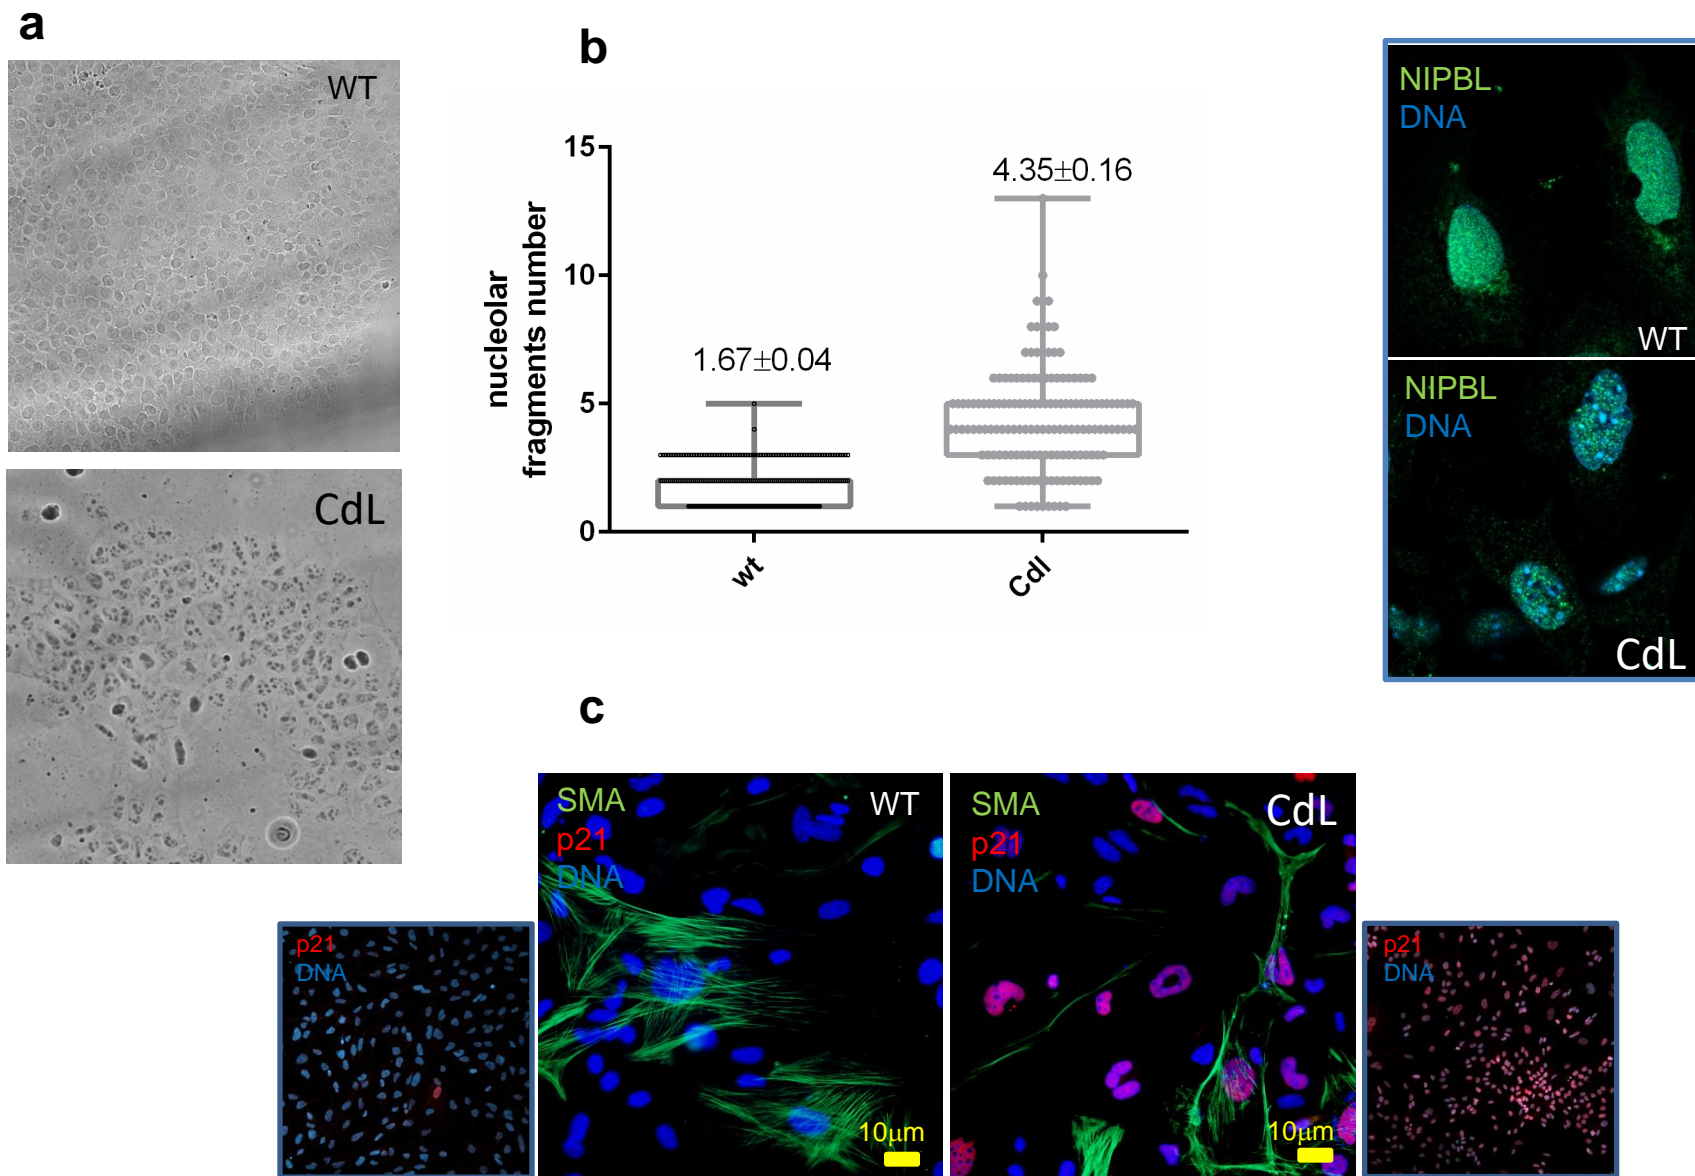 a
WT
CdL
b
nucleolar
fragments number
15
10
5
0
1.67±0.04
4.35±0.16
wt
Cdl
NIPBL
DNA
WT
NIPBL
DNA
CdL
c
SMA
p21
DNA
WT
10µm
SMA
p21
DNA
CdL
10µm
p21
DNA
p21
DNA